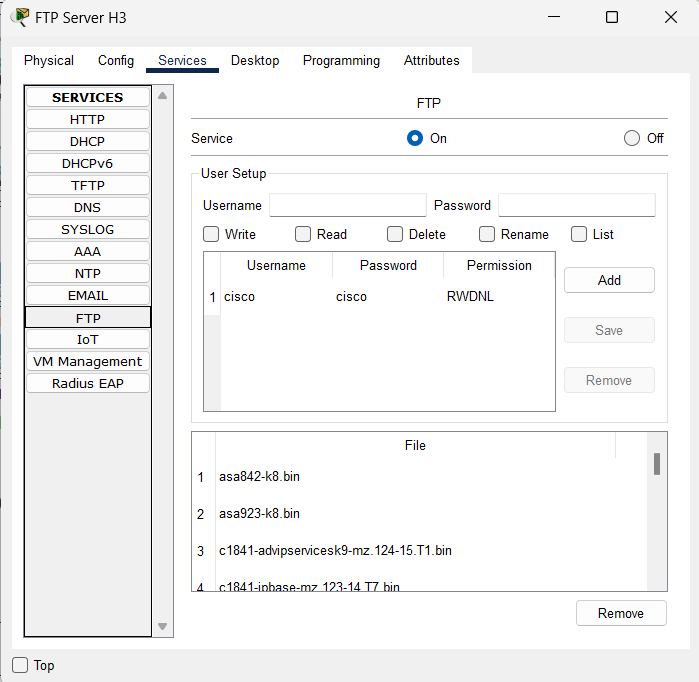 FTP Server H3
Physical Config Services Desktop Programming Attributes
SERVICES
HTTP
DHCP
DHCPv6
TFTP
DNS
SYSLOG
AAA
NTP
EMAIL
FTP
IoT
VM Management
Radius EAP
FTP
Service On Off
User Setup
Username Password
Write Read Delete Rename List
Username Password Permission
1 cisco cisco RWDNL
Add
Save
Remove
File
1 asa842-k8.bin
2 asa923-k8.bin
3 c1841-advipservicesk9-mz.124-15.T1.bin
4 c1841-ipbase-mz.123-14.T7.bin
Remove
Top